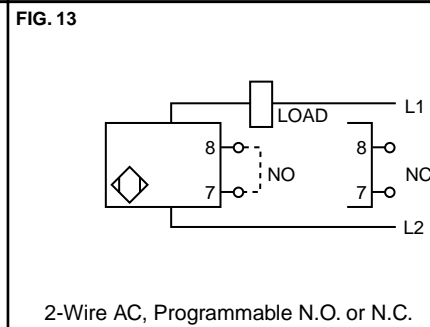 FIG. 13
L1
LOAD
8 8
NO NC
7 7
L2
2-Wire AC, Programmable N.O. or N.C.